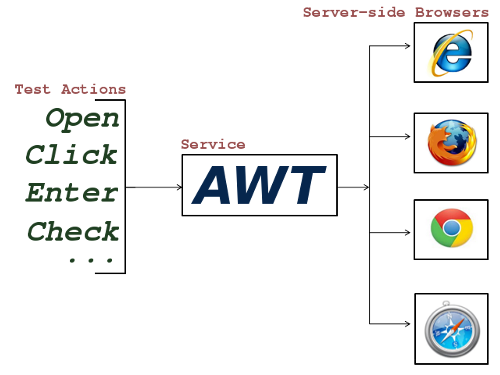 Server-side Browsers
Test Actions
Open
Click
Enter
Check
...
Service
AWT